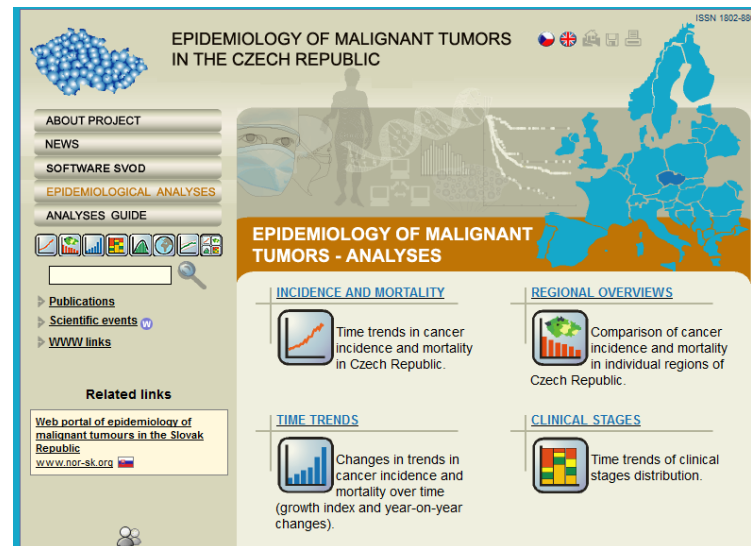 ISSN 1802-88
EPIDEMIOLOGY OF MALIGNANT TUMORS
IN THE CZECH REPUBLIC
ABOUT PROJECT
NEWS
SOFTWARE SVOD
EPIDEMIOLOGICAL ANALYSES
ANALYSES GUIDE
Publications
Scientific events W
WWW links
Related links
Web portal of epidemiology of
malignant tumours in the Slovak
Republic
www.nor-sk.org
EPIDEMIOLOGY OF MALIGNANT
TUMORS - ANALYSES
INCIDENCE AND MORTALITY
Time trends in cancer
incidence and mortality
in Czech Republic.
REGIONAL OVERVIEWS
Comparison of cancer
incidence and mortality
in individual regions of
Czech Republic.
TIME TRENDS
Changes in trends in
cancer incidence and
mortality over time
(growth index and year-on-year
changes).
CLINICAL STAGES
Time trends of clinical
stages distribution.